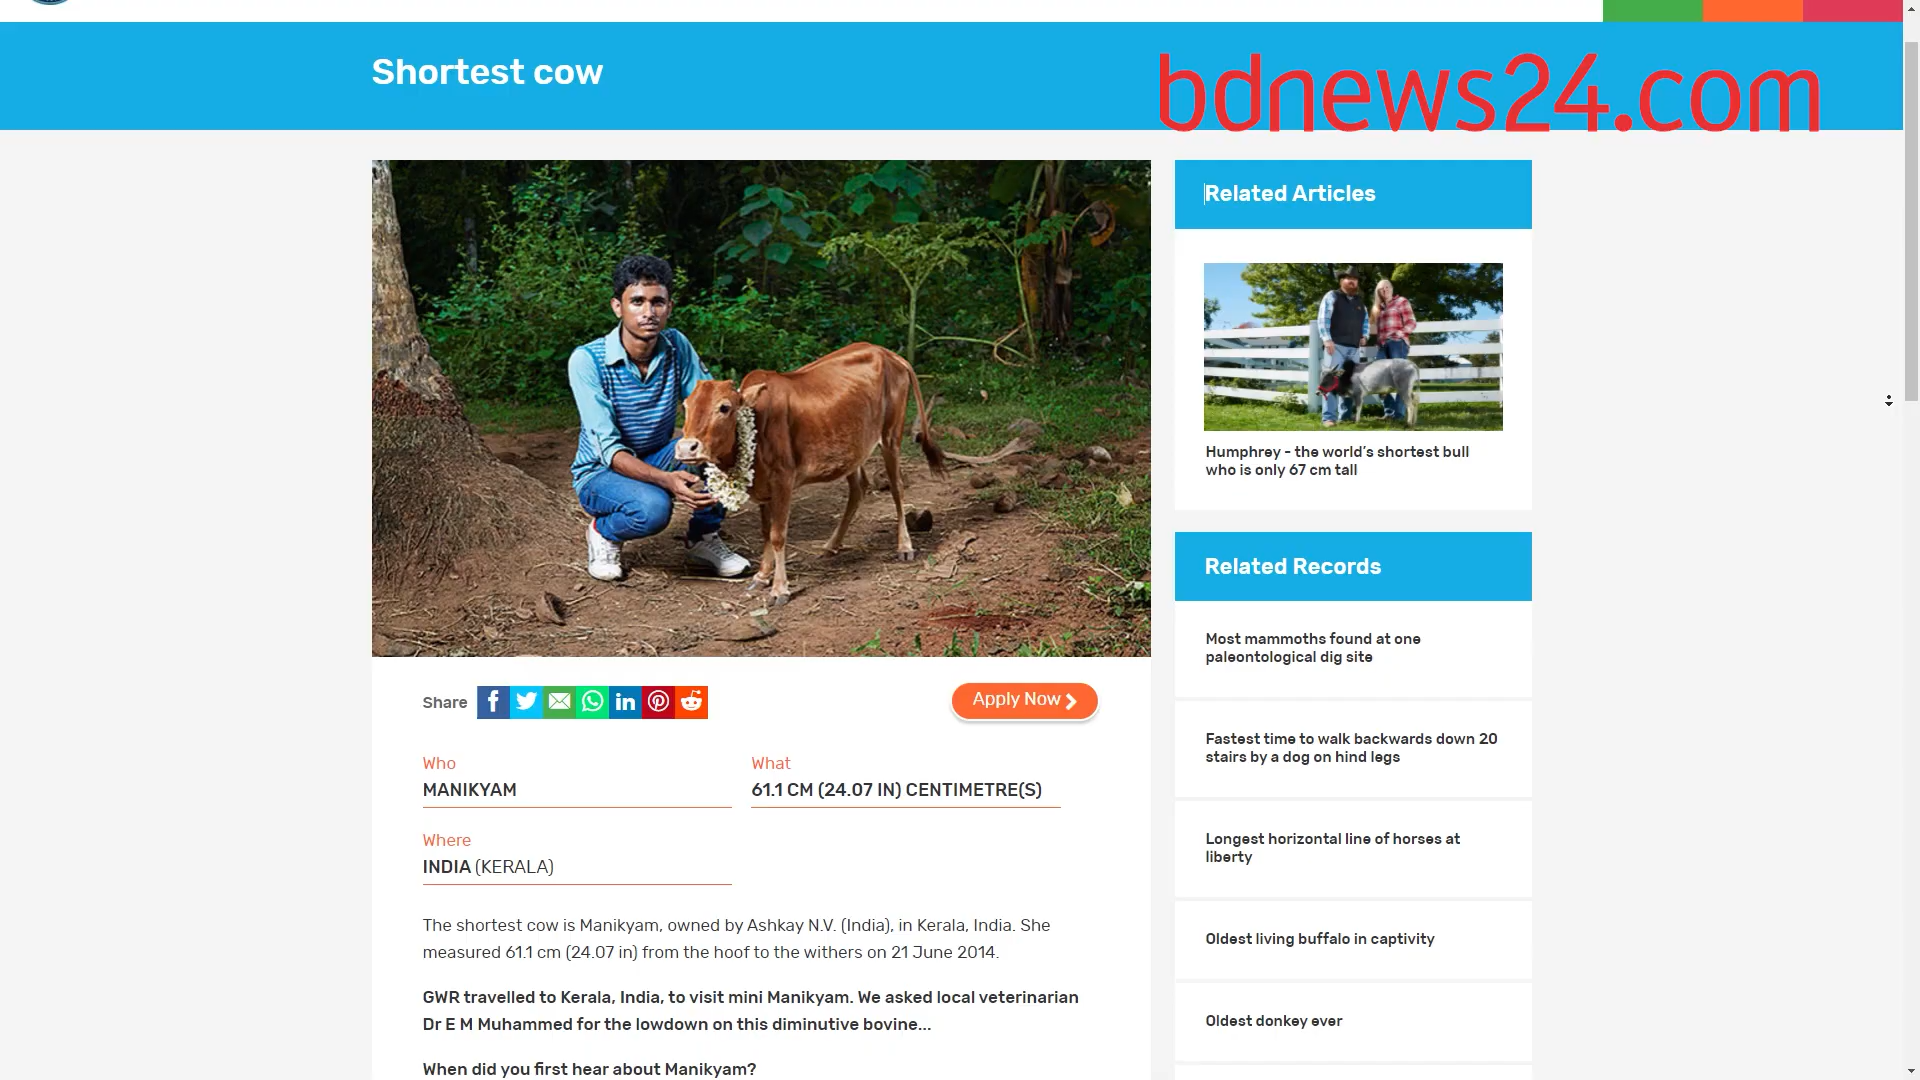 Shortest cow
bdnews24.com
Share
Apply Now
Who
MANIKYAM
What
61.1 CM (24.07 IN) CENTIMETRE(S)
Where
INDIA (KERALA)
The shortest cow is Manikyam, owned by Ashkay N.V. (India), in Kerala, India. She
measured 61.1 cm (24.07 in) from the hoof to the withers on 21 June 2014.
GWR travelled to Kerala, India, to visit mini Manikyam. We asked local veterinarian
Dr E M Muhammed for the lowdown on this diminutive bovine...
When did you first hear about Manikyam?
Related Articles
Humphrey - the world's shortest bull
who is only 67 cm tall
Related Records
Most mammoths found at one
paleontological dig site
Fastest time to walk backwards down 20
stairs by a dog on hind legs
Longest horizontal line of horses at
liberty
Oldest living buffalo in captivity
Oldest donkey ever